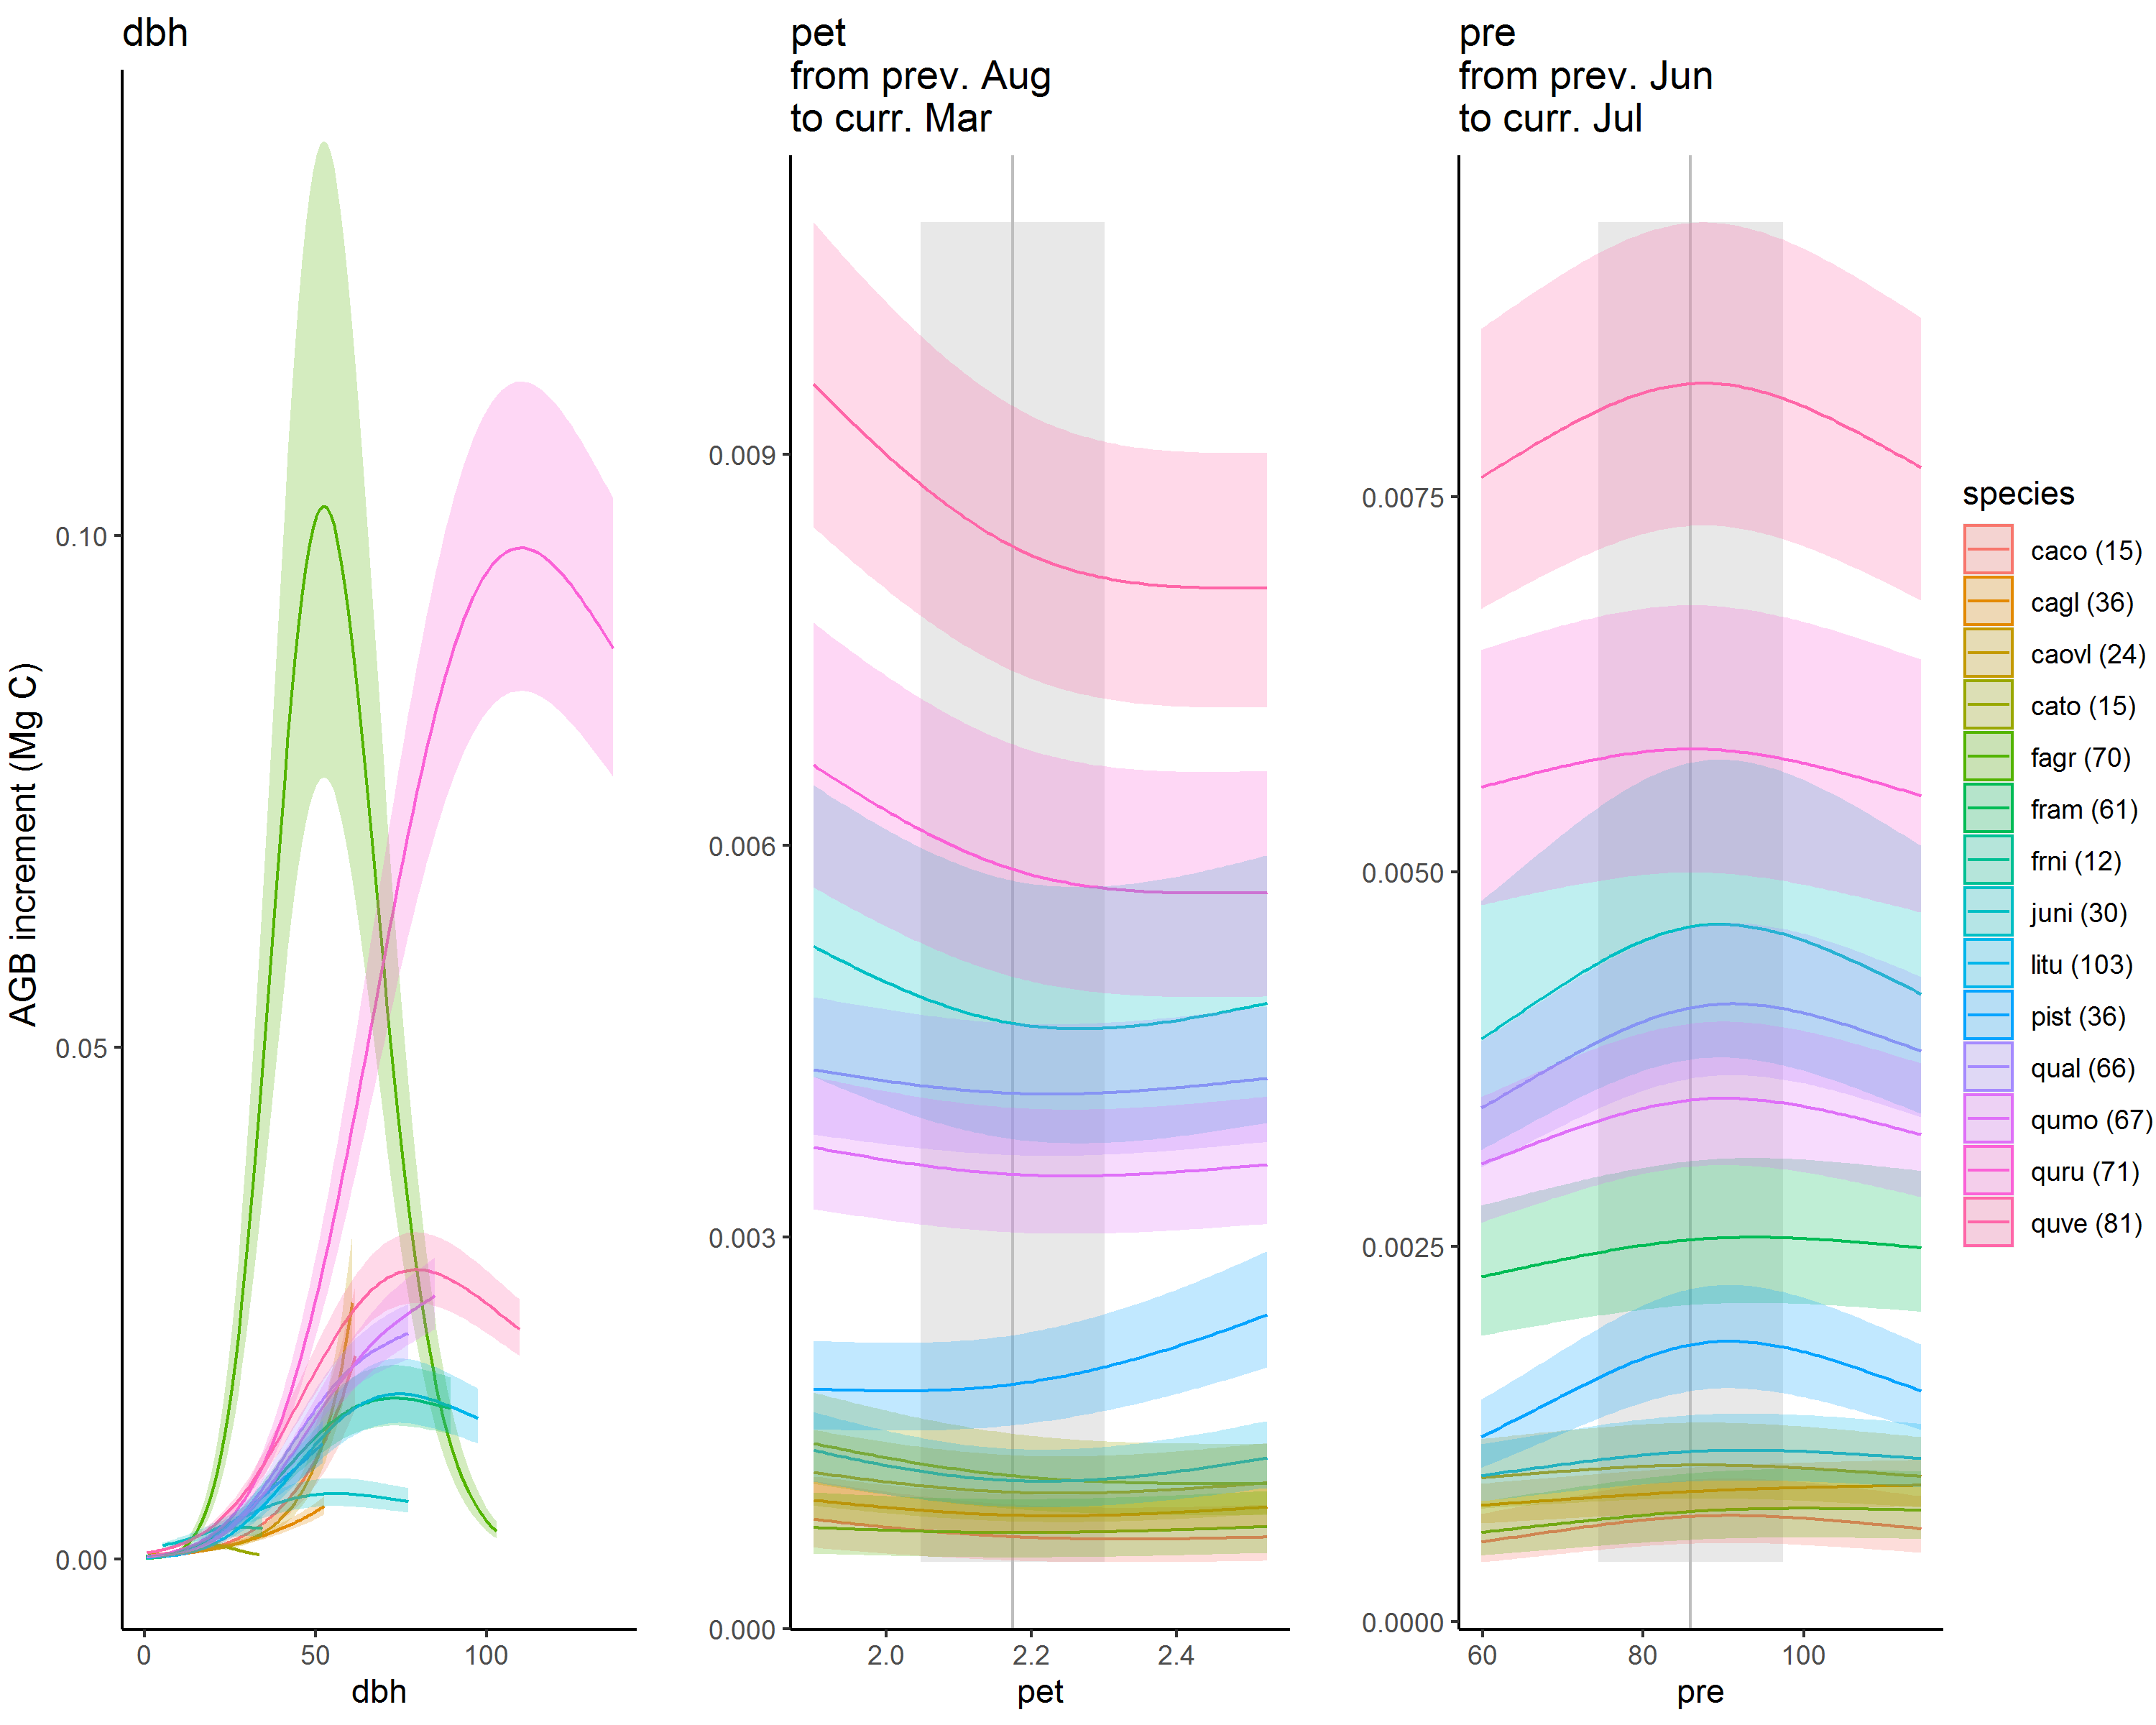 dbh
pet
from prev. Aug
to curr. Mar
pre
from prev. Jun
to curr. Jul
AGB increment (Mg C)
0.10
0.05
0.00
0
50
100
dbh
0.009
0.006
0.003
0.000
2.0
2.2
2.4
pet
0.0075
0.0050
0.0025
0.0000
60
80
100
pre
species
caco (15)
cagl (36)
caovl (24)
cato (15)
fagr (70)
fram (61)
frni (12)
juni (30)
litu (103)
pist (36)
qual (66)
qumo (67)
quru (71)
quve (81)